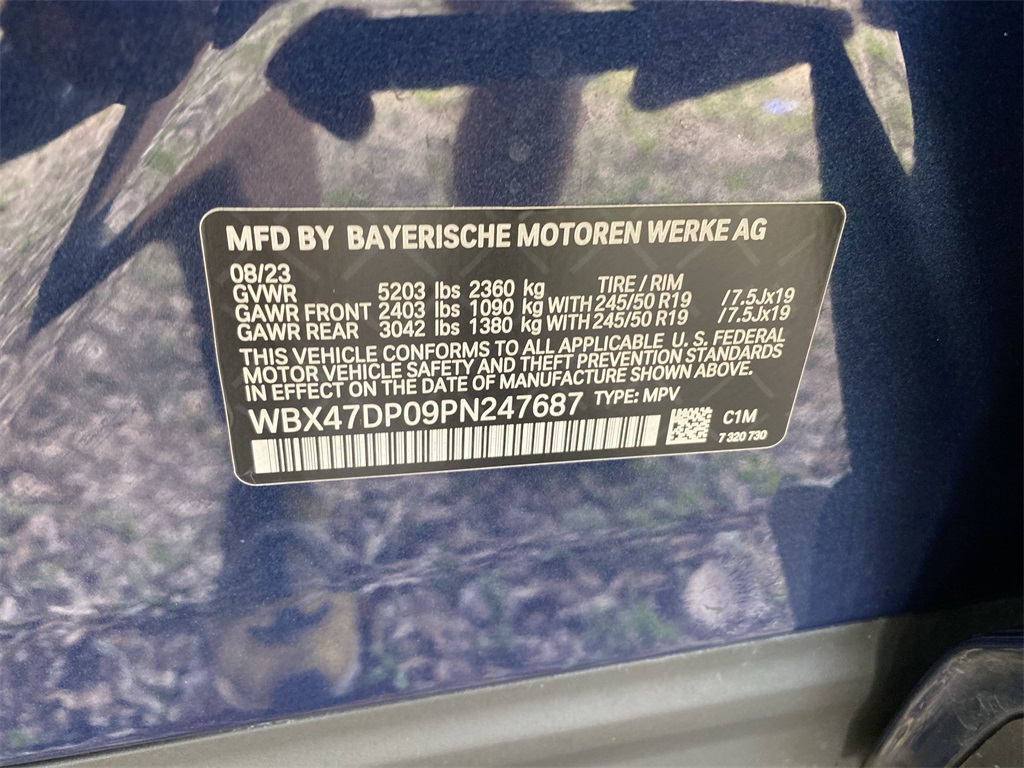 MFD BY BAYERISCHE MOTOREN WERKE AG
08/23 TIRE / RIM
GVWR 5203 lbs 2360 kg
GAWR FRONT 2403 lbs 1090 kg WITH 245/50 R19 /7.5Jx19
GAWR REAR 3042 lbs 1380 kg WITH 245/50 R19 /7.5Jx19
THIS VEHICLE CONFORMS TO ALL APPLICABLE U. S. FEDERAL
MOTOR VEHICLE SAFETY AND THEFT PREVENTION STANDARDS
IN EFFECT ON THE DATE OF MANUFACTURE SHOWN ABOVE.
WBX47DP09PN247687 TYPE: MPV
C1M
7 320 730